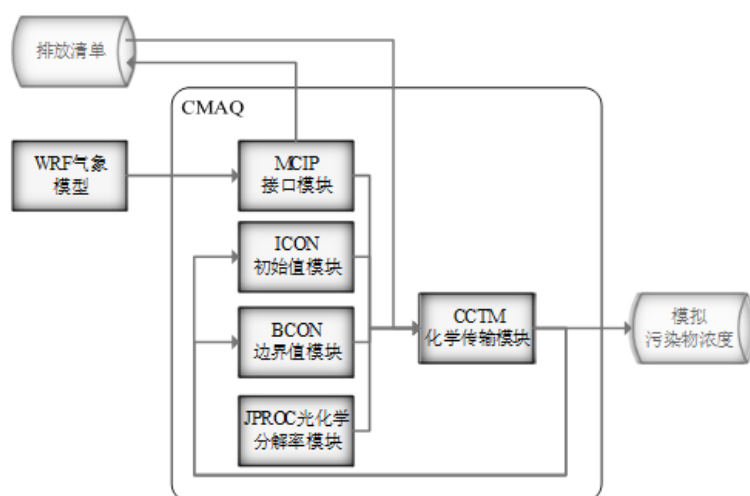 排放清单
CMAQ
WRF气象
模型
MCIP
接口模块
ICON
初始值模块
BCON
边界值模块
JPROC光化学
分解率模块
CCTM
化学传输模块
模拟
污染物浓度